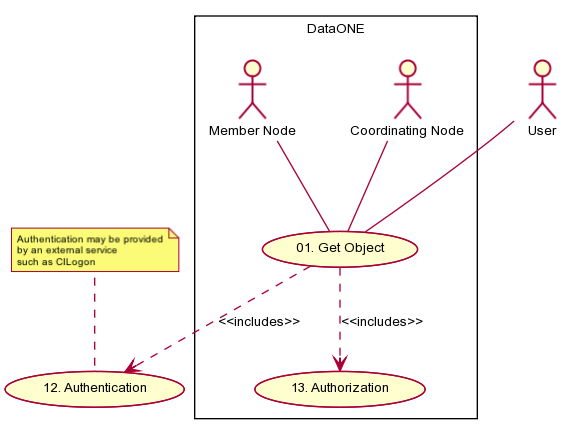 DataONE
Member Node
Coordinating Node
User
Authentication may be provided
by an external service
such as CILogon
01. Get Object
<<includes>>
<<includes>>
12. Authentication
13. Authorization